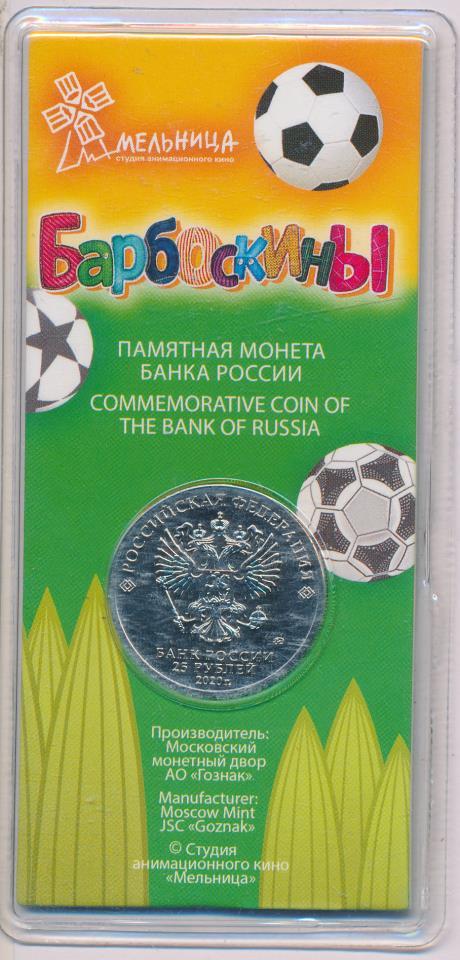 МЕЛЬНИЦА
студия анимационного кино
Барбоскины
ПАМЯТНАЯ МОНЕТА
БАНКА РОССИИ
COMMEMORATIVE COIN OF
THE BANK OF RUSSIA
РОССИЙСКАЯ ФЕДЕРАЦИЯ
БАНК РОССИИ
25 РУБЛЕЙ
2020 г.
Производитель:
Московский
монетный двор
АО «Гознак»
Manufacturer:
Moscow Mint
JSC «Goznak»
© Студия
анимационного кино
«Мельница»